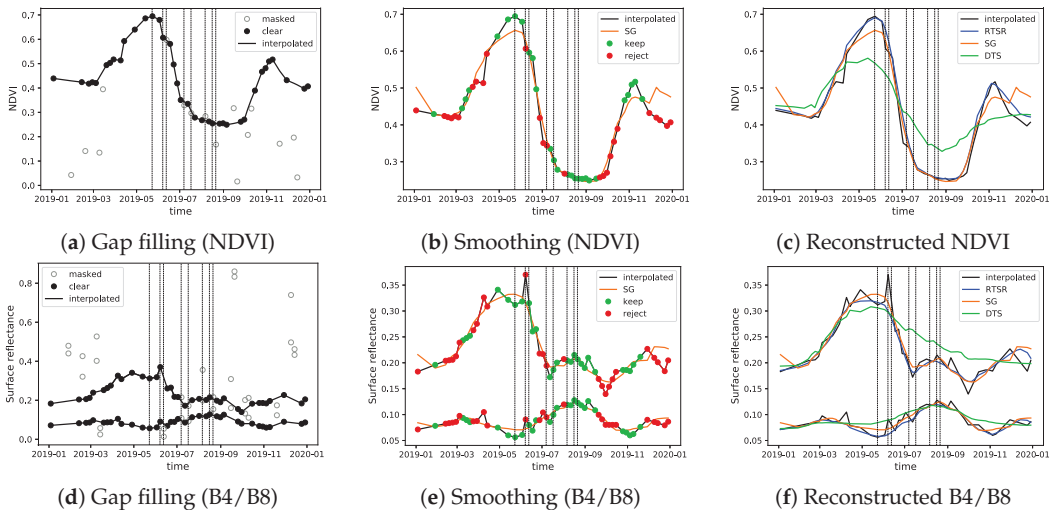 0,7
0,6
0,5
0,4
0,3
0,2
0,1
0,0
NDVI
masked
clear
interpolated
2019-01 2019-03 2019-05 2019-07 2019-09 2019-11 2020-01
time
(a) Gap filling (NDVI)
0,7
0,6
0,5
0,4
0,3
NDVI
interpolated
SG
keep
reject
2019-01 2019-03 2019-05 2019-07 2019-09 2019-11 2020-01
time
(b) Smoothing (NDVI)
0,7
0,6
0,5
0,4
0,3
NDVI
interpolated
RTSR
SG
DTS
2019-01 2019-03 2019-05 2019-07 2019-09 2019-11 2020-01
time
(c) Reconstructed NDVI
0,8
0,6
0,4
0,2
0,0
Surface reflectance
masked
clear
interpolated
2019-01 2019-03 2019-05 2019-07 2019-09 2019-11 2020-01
time
(d) Gap filling (B4/B8)
0,35
0,30
0,25
0,20
0,15
0,10
0,05
Surface reflectance
interpolated
SG
keep
reject
2019-01 2019-03 2019-05 2019-07 2019-09 2019-11 2020-01
time
(e) Smoothing (B4/B8)
0,35
0,30
0,25
0,20
0,15
0,10
0,05
Surface reflectance
interpolated
RTSR
SG
DTS
2019-01 2019-03 2019-05 2019-07 2019-09 2019-11 2020-01
time
(f) Reconstructed B4/B8